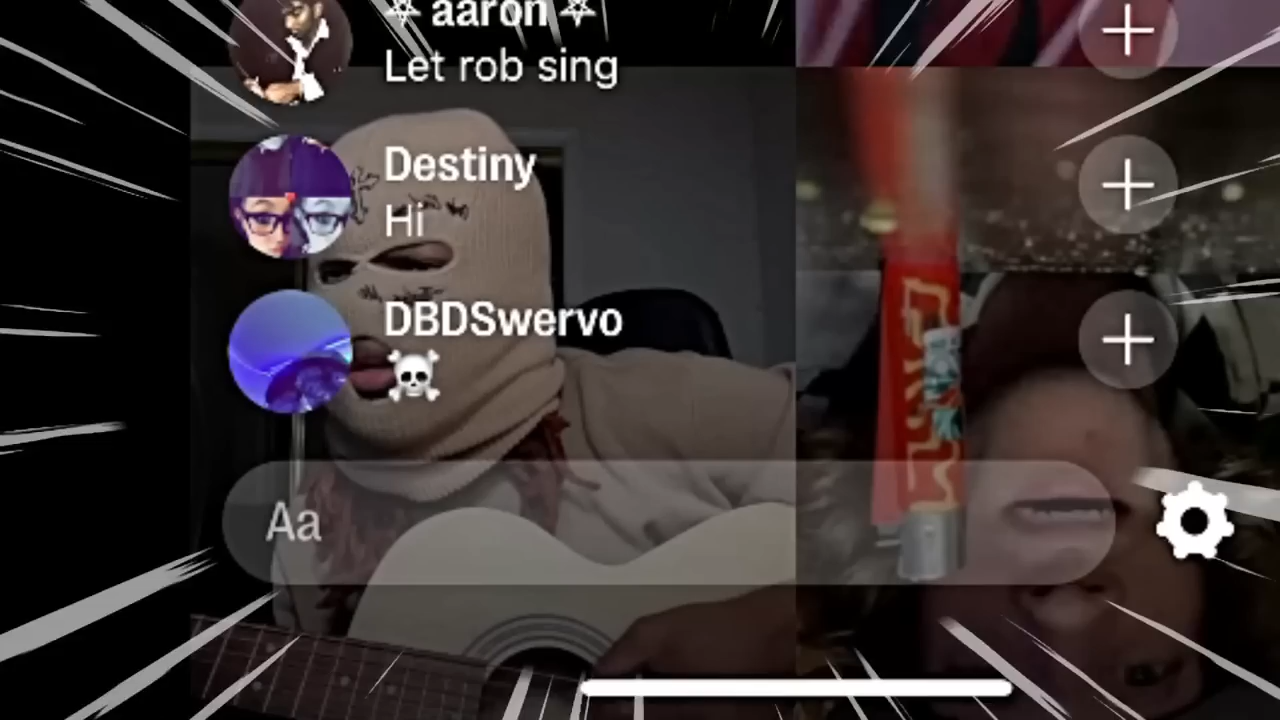 ⛧ aaron ⛧
Let rob sing
Destiny
Hi
DBDSwervo
☠️
Aa